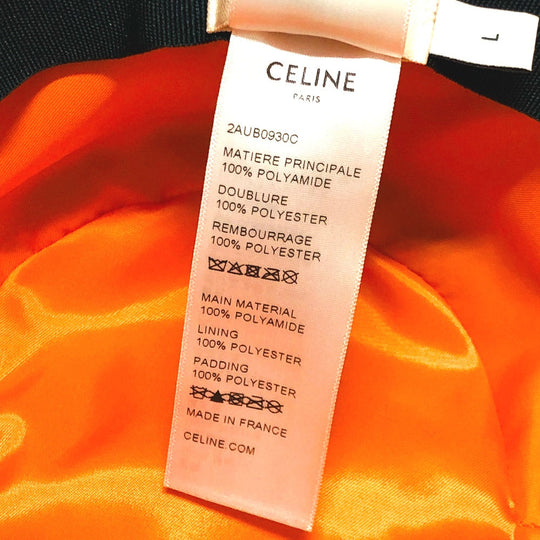 L
CELINE
PARIS
2AUB0930C
MATIERE PRINCIPALE
100% POLYAMIDE
DOUBLURE
100% POLYESTER
REMBOURRAGE
100% POLYESTER
MAIN MATERIAL
100% POLYAMIDE
LINING
100% POLYESTER
PADDING
100% POLYESTER
MADE IN FRANCE
CELINE.COM